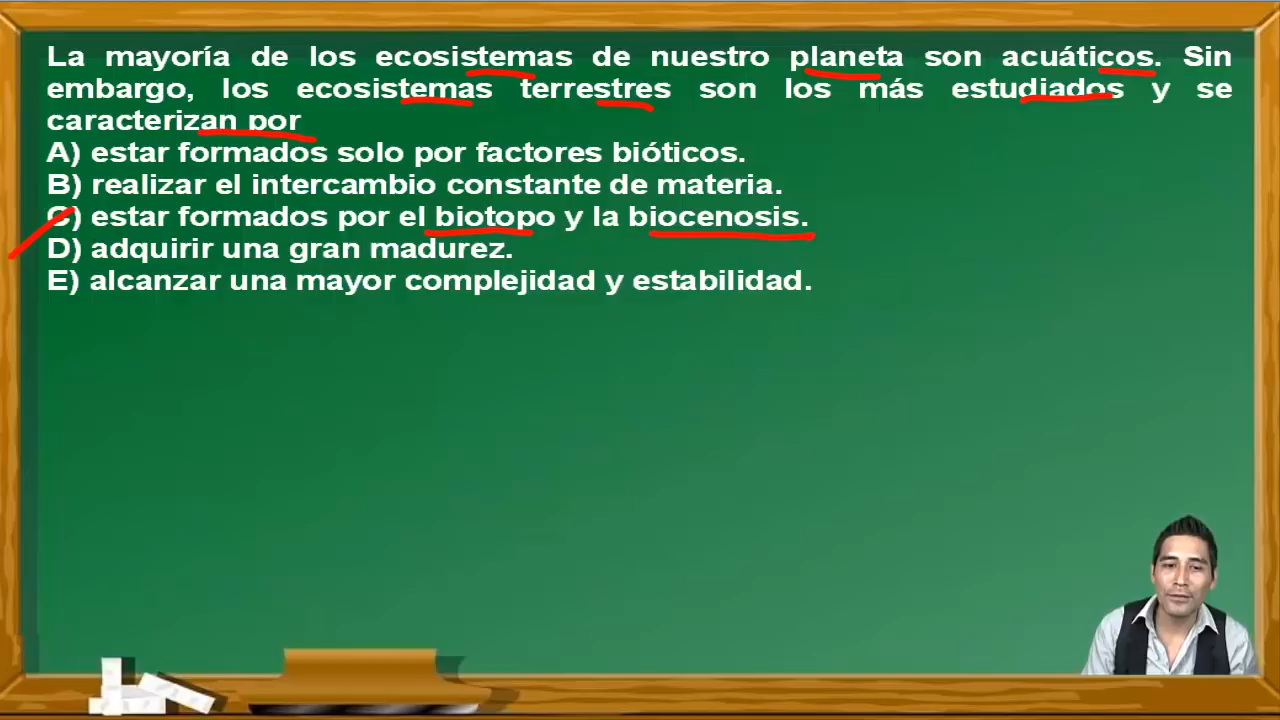 La mayoría de los ecosistemas de nuestro planeta son acuáticos. Sin
embargo, los ecosistemas terrestres son los más estudiados y se
caracterizan por
A) estar formados solo por factores bióticos.
B) realizar el intercambio constante de materia.
C) estar formados por el biotopo y la biocenosis.
D) adquirir una gran madurez.
E) alcanzar una mayor complejidad y estabilidad.